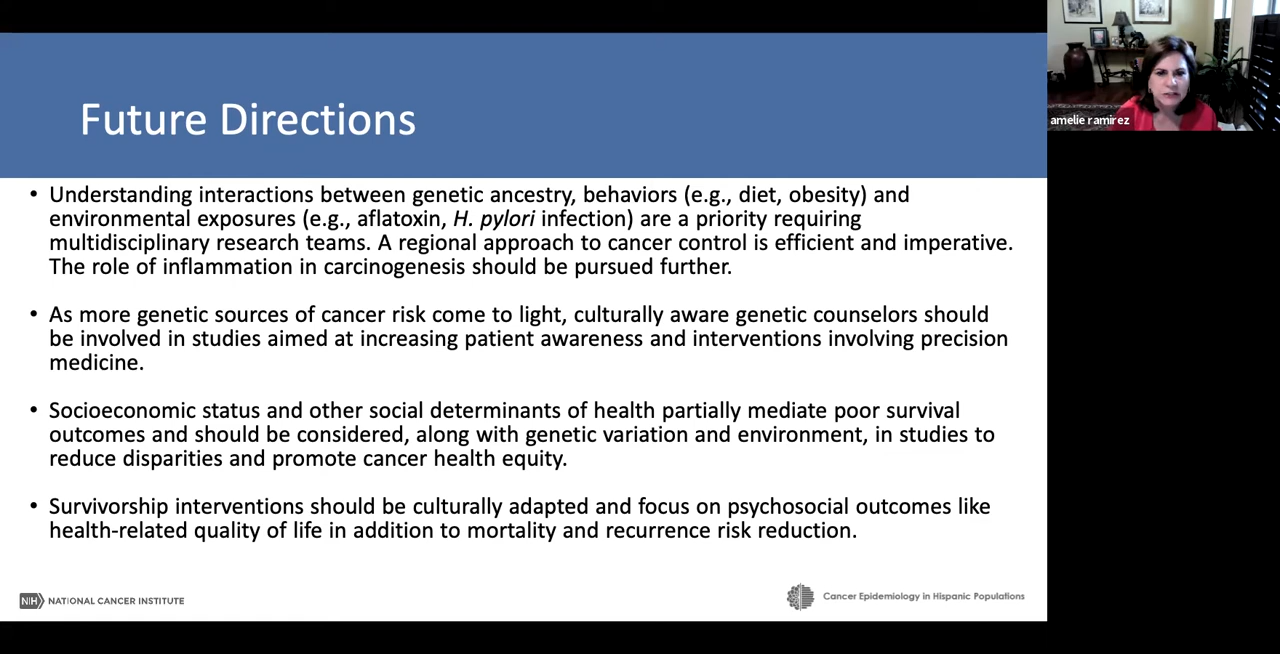 Future Directions
• Understanding interactions between genetic ancestry, behaviors (e.g., diet, obesity) and
environmental exposures (e.g., aflatoxin, H. pylori infection) are a priority requiring
multidisciplinary research teams. A regional approach to cancer control is efficient and imperative.
The role of inflammation in carcinogenesis should be pursued further.
• As more genetic sources of cancer risk come to light, culturally aware genetic counselors should
be involved in studies aimed at increasing patient awareness and interventions involving precision
medicine.
• Socioeconomic status and other social determinants of health partially mediate poor survival
outcomes and should be considered, along with genetic variation and environment, in studies to
reduce disparities and promote cancer health equity.
• Survivorship interventions should be culturally adapted and focus on psychosocial outcomes like
health-related quality of life in addition to mortality and recurrence risk reduction.
NIH NATIONAL CANCER INSTITUTE
Cancer Epidemiology in Hispanic Populations
amelie ramirez